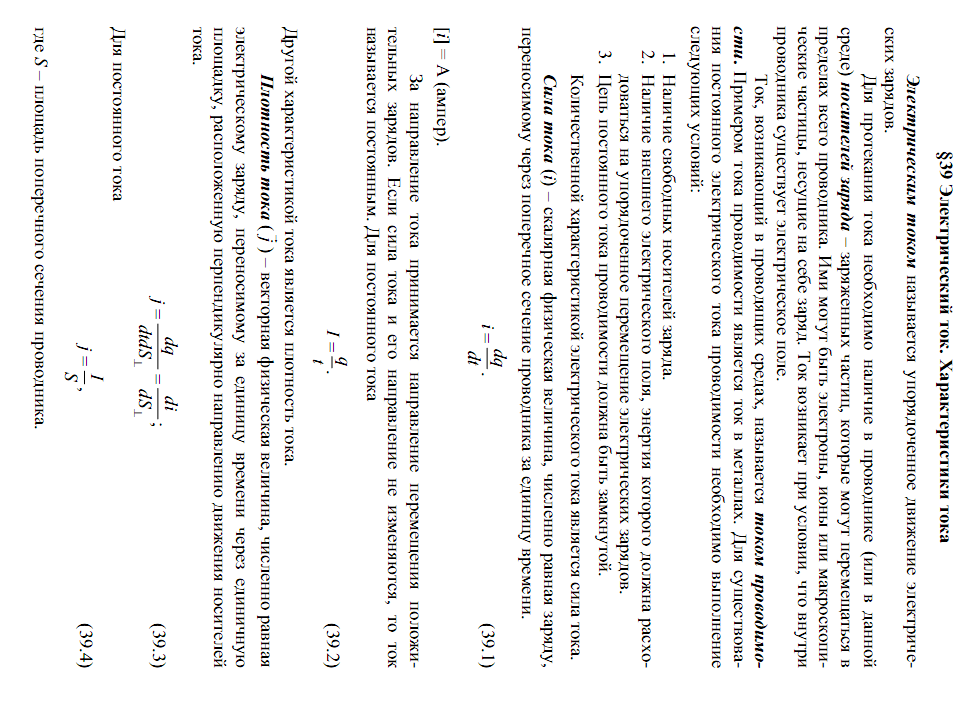 §39 Электрический ток. Характеристики тока
Электрическим током называется упорядоченное движение электриче-
ских зарядов.
Для протекания тока необходимо наличие в проводнике (или в данной
среде) носителей заряда – заряженных частиц, которые могут перемещаться в
пределах всего проводника. Ими могут быть электроны, ионы или макроскопи-
ческие частицы, несущие на себе заряд. Ток возникает при условии, что внутри
проводника существует электрическое поле.
Ток, возникающий в проводящих средах, называется током проводимо-
сти. Примером тока проводимости является ток в металлах. Для существова-
ния постоянного электрического тока проводимости необходимо выполнение
следующих условий:
1. Наличие свободных носителей заряда.
2. Наличие внешнего электрического поля, энергия которого должна расхо-
доваться на упорядоченное перемещение электрических зарядов.
3. Цепь постоянного тока проводимости должна быть замкнутой.
Количественной характеристикой электрического тока является сила тока.
Сила тока (i) – скалярная физическая величина, численно равная заряду,
переносимому через поперечное сечение проводника за единицу времени.
i = dq/dt. (39.1)
[i] = А (ампер).
За направление тока принимается направление перемещения положи-
тельных зарядов. Если сила тока и его направление не изменяются, то ток
называется постоянным. Для постоянного тока
I = q/t. (39.2)
Другой характеристикой тока является плотность тока.
Плотность тока (j⃗) – векторная физическая величина, численно равная
электрическому заряду, переносимому за единицу времени через единичную
площадку, расположенную перпендикулярно направлению движения носителей
тока.
j = dq/dtdS⊥ = di/dS⊥; (39.3)
Для постоянного тока
j = I/S, (39.4)
где S – площадь поперечного сечения проводника.